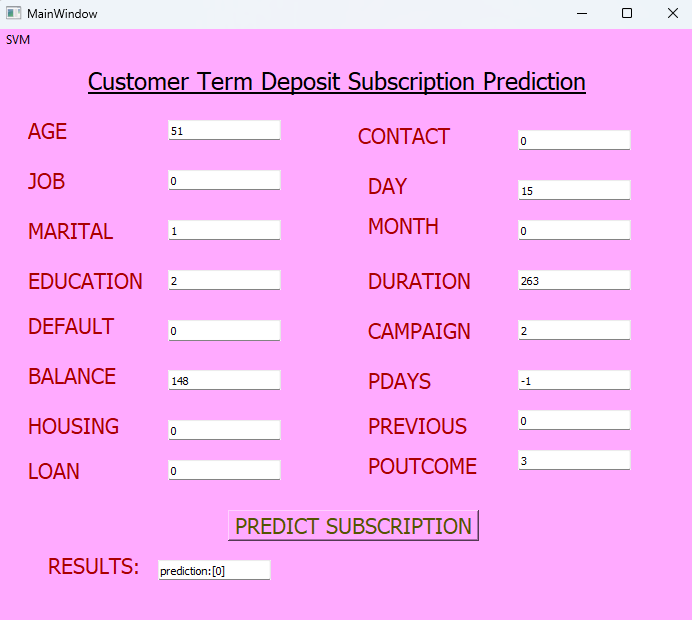 MainWindow
SVM
Customer Term Deposit Subscription Prediction
AGE 51
CONTACT 0
JOB 0
DAY 15
MARITAL 1
MONTH 0
EDUCATION 2
DURATION 263
DEFAULT 0
CAMPAIGN 2
BALANCE 148
PDAYS -1
HOUSING 0
PREVIOUS 0
LOAN 0
POUTCOME 3
PREDICT SUBSCRIPTION
RESULTS: prediction:[0]